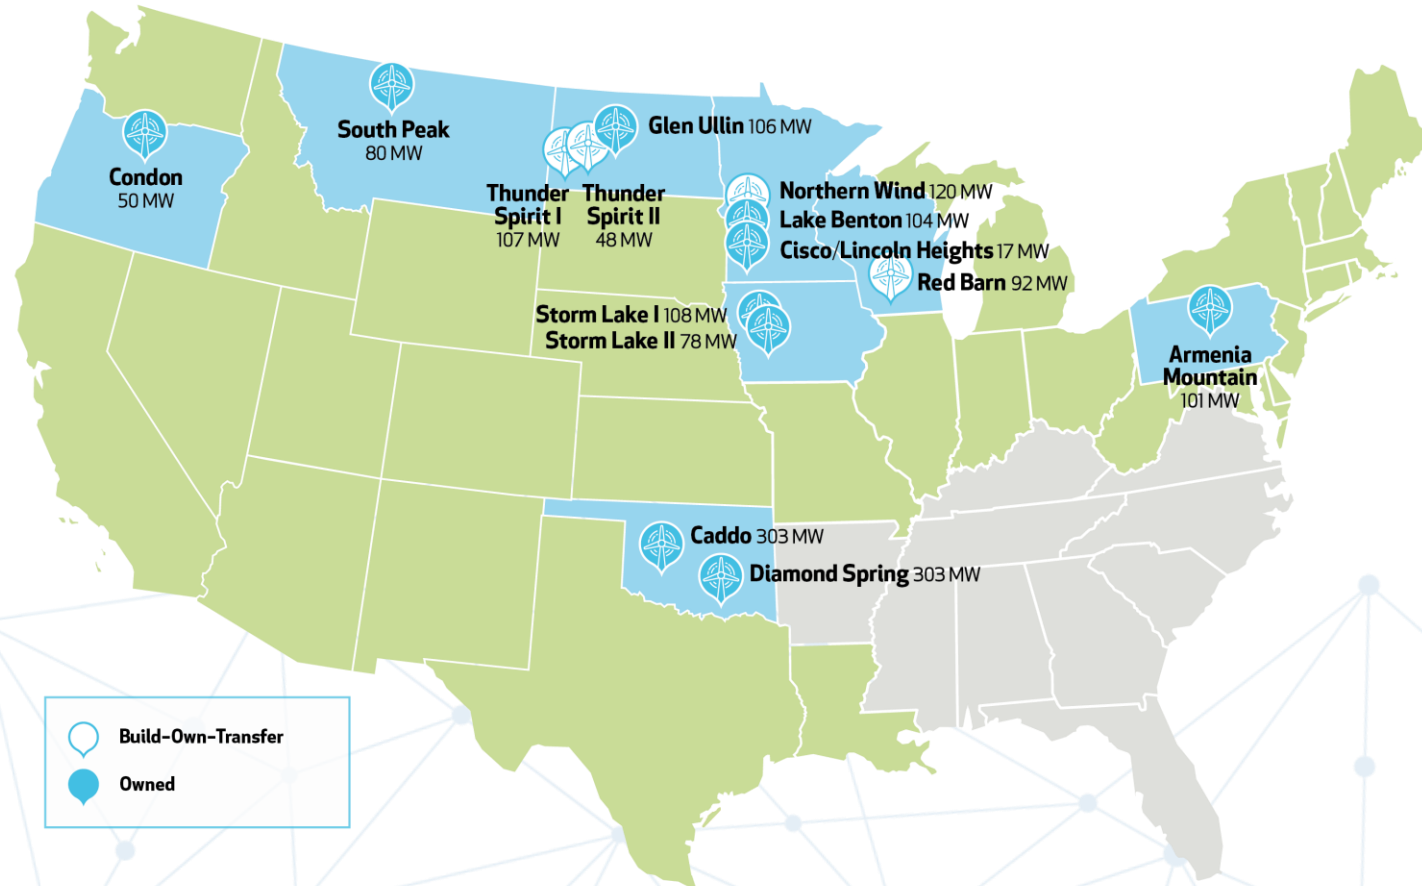 South Peak
80 MW
Condon
50 MW
Glen Ullin 106 MW
Thunder
Spirit I
107 MW
Thunder
Spirit II
48 MW
Northern Wind 120 MW
Lake Benton 104 MW
Cisco/Lincoln Heights 17 MW
Red Barn 92 MW
Storm Lake I 108 MW
Storm Lake II 78 MW
Armenia
Mountain
101 MW
Caddo 303 MW
Diamond Spring 303 MW
Build-Own-Transfer
Owned